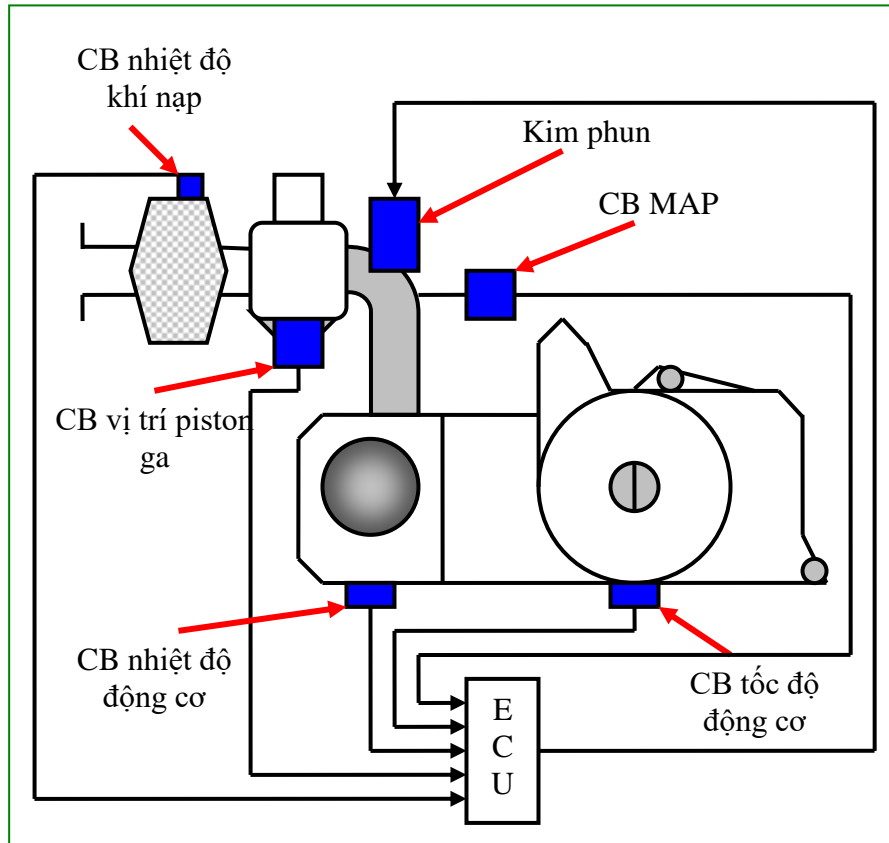 CB nhiệt độ
khí nạp
Kim phun
CB MAP
CB vị trí piston
ga
CB nhiệt độ
động cơ
CB tốc độ
động cơ
E
C
U